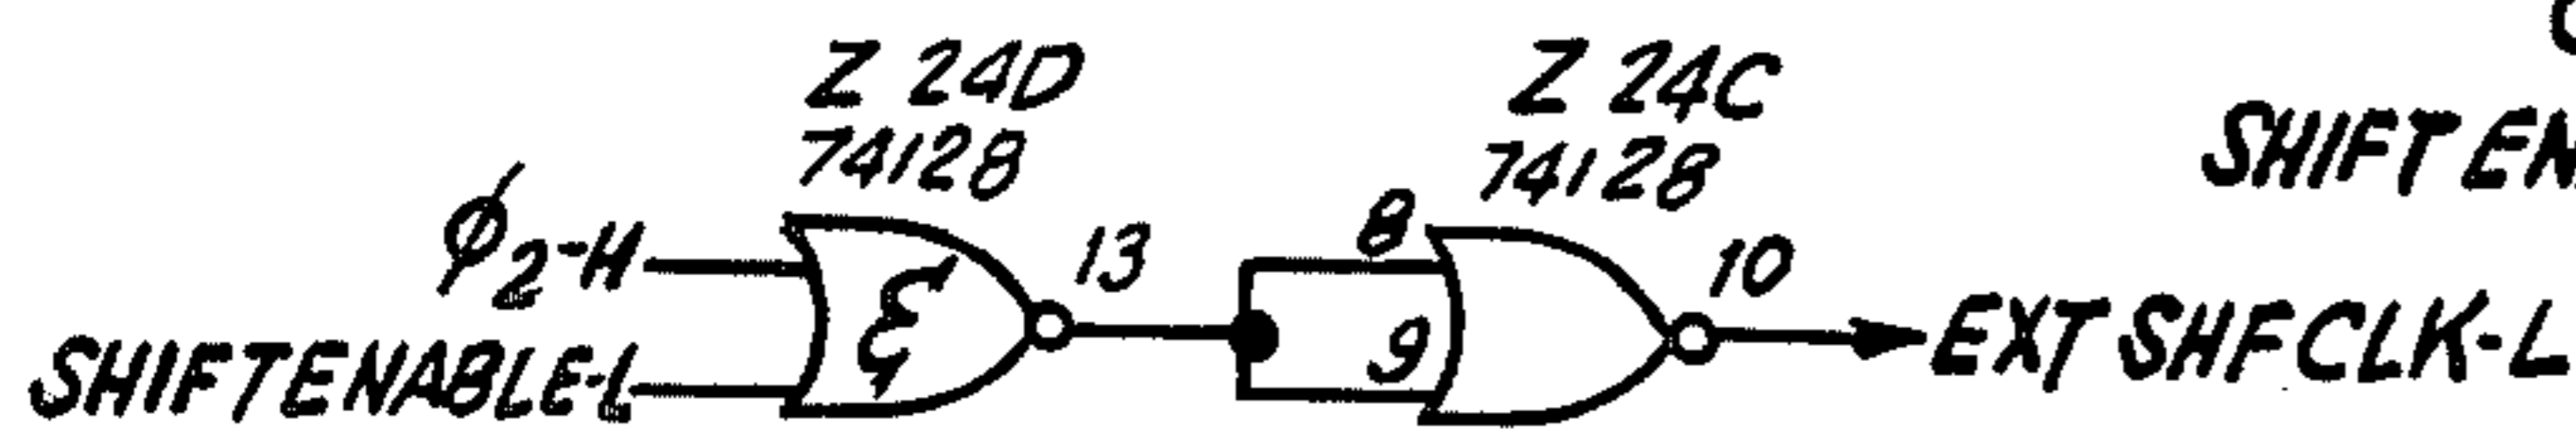 Z 24D
74128
Z 24C
74128
SHIFT EN
ϕ2-H
13
8
9
10
&
SHIFTENABLE-L
EXT SHFCLK-L